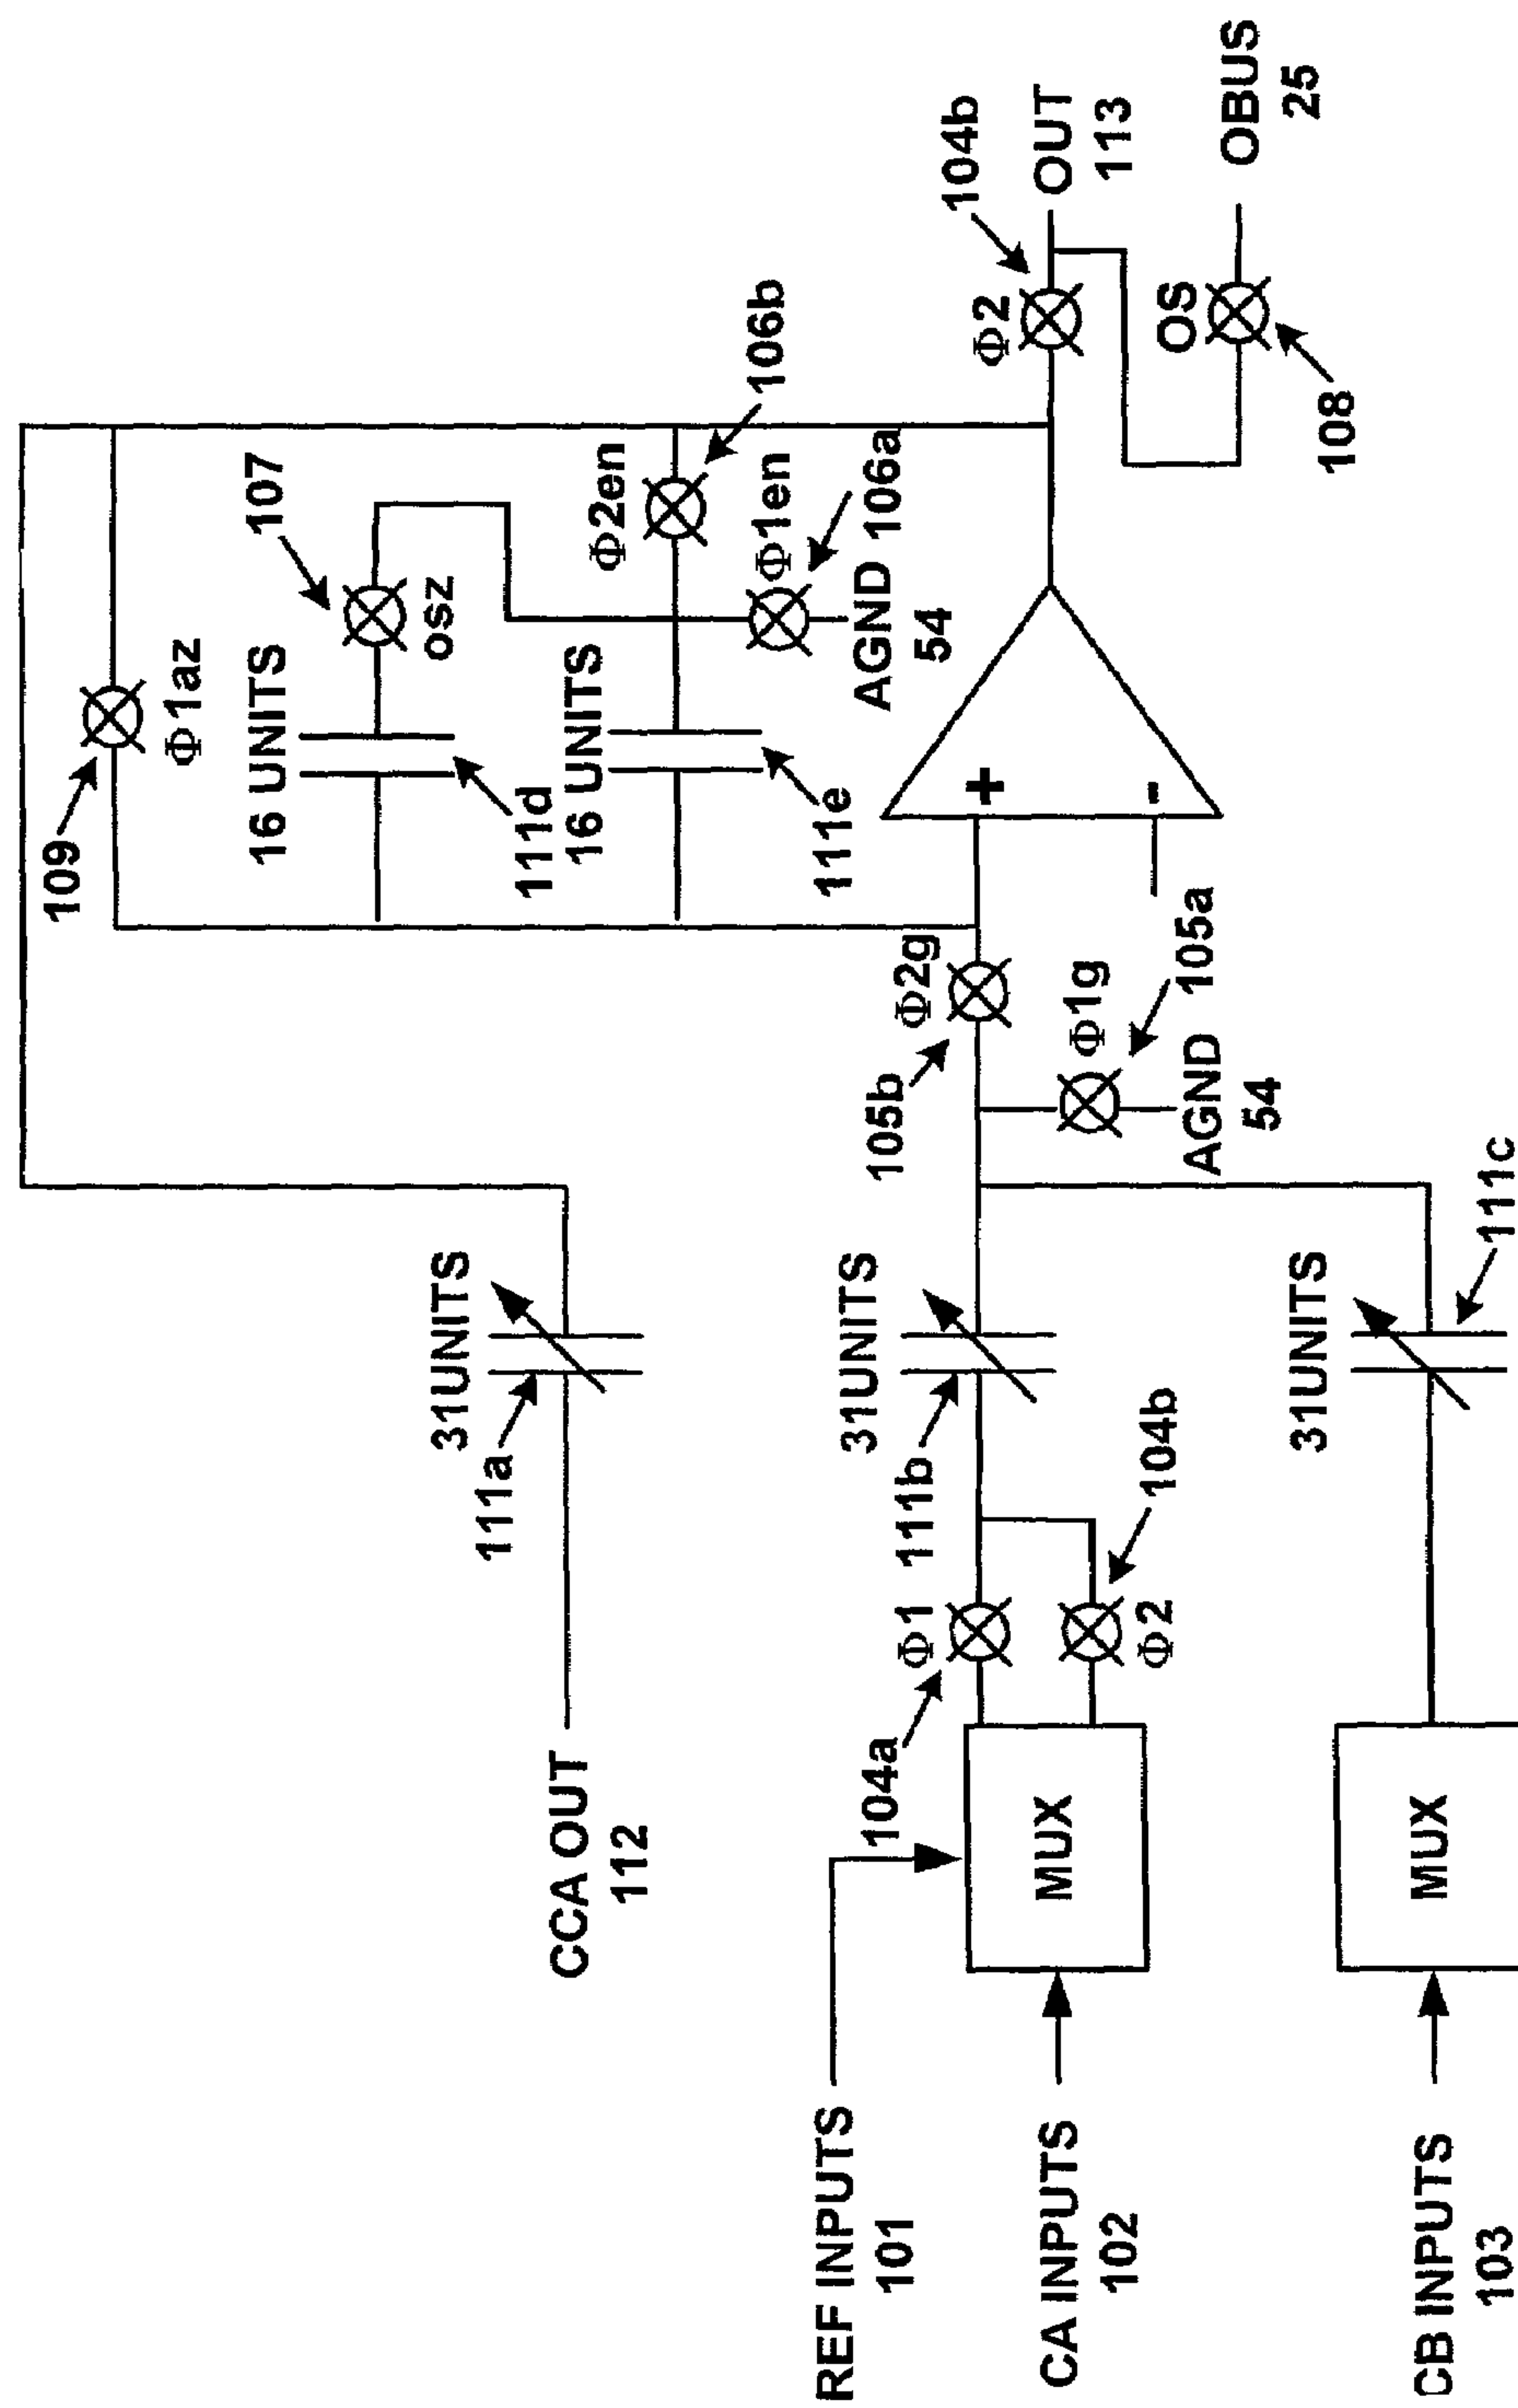 109
Φ1az
107
16 UNITS
osz
111d
16 UNITS
111e
Φ2en
106b
Φ1en
106a
AGND
54
31UNITS
111a
CCA OUT
112
+
-
Φ2
104b
OUT
113
OS
108
OBUS
25
Φ2g
105b
Φ1g
105a
AGND
54
31UNITS
111b
Φ1
104a
Φ2
104b
REF INPUTS
101
CA INPUTS
102
MUX
31UNITS
111c
CB INPUTS
103
MUX